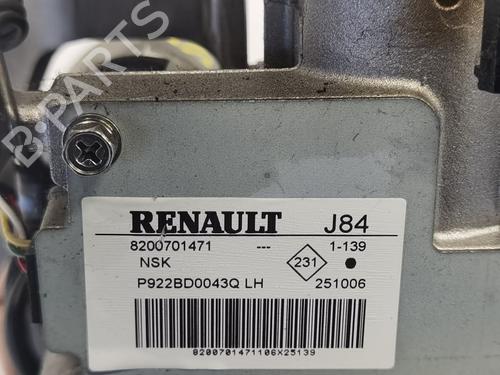 B-PARTS
RENAULT J84
8200701471 --- 1-139
NSK 231
P922BD0043Q LH 251006
8200701471106X25139